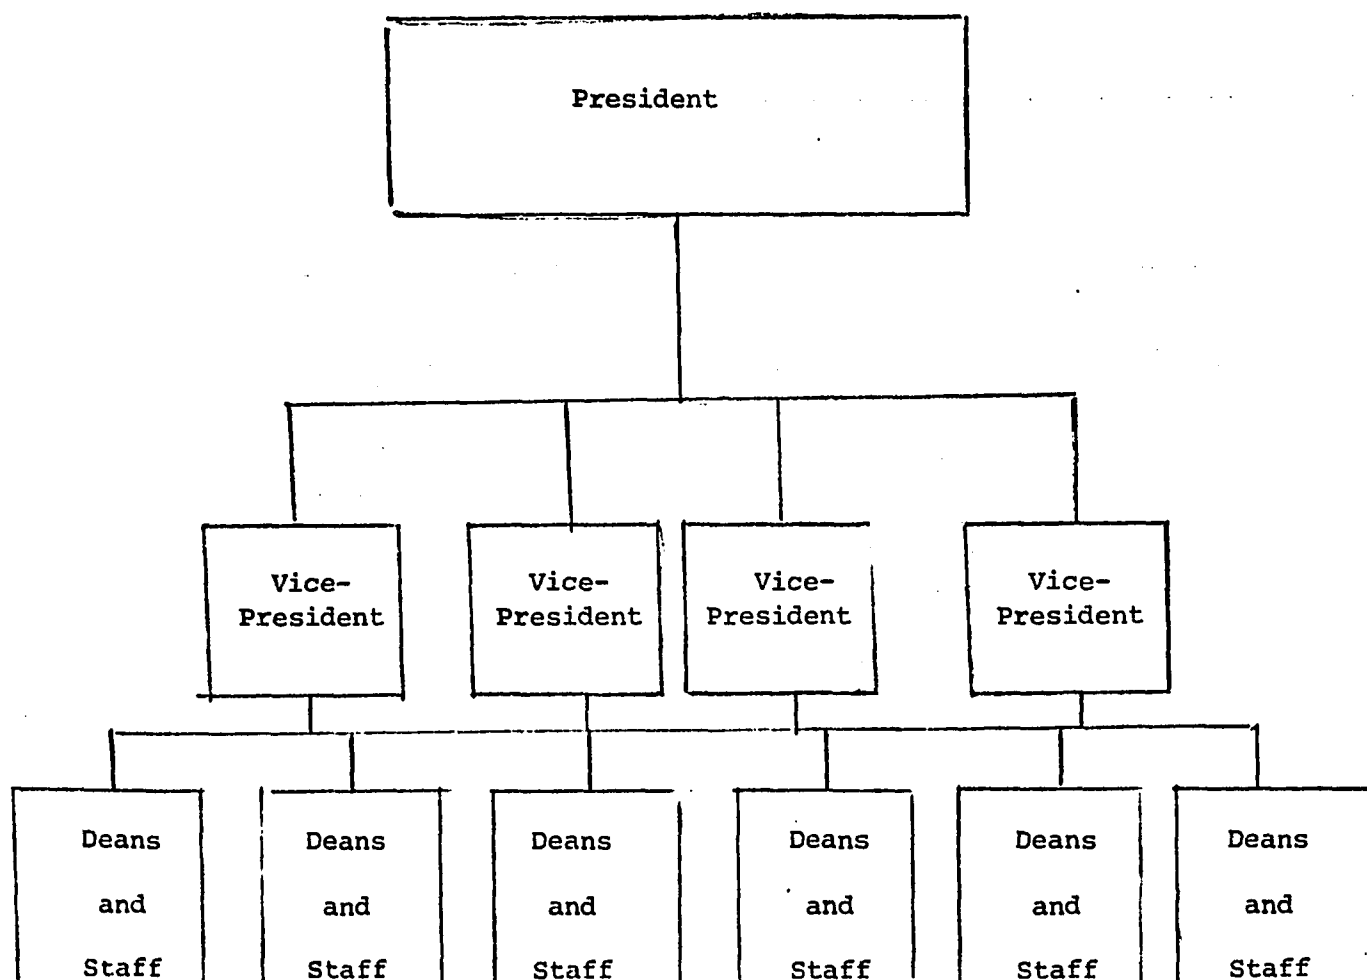 President
Vice-
President
Vice-
President
Vice-
President
Vice-
President
Deans
and
Staff
Deans
and
Staff
Deans
and
Staff
Deans
and
Staff
Deans
and
Staff
Deans
and
Staff